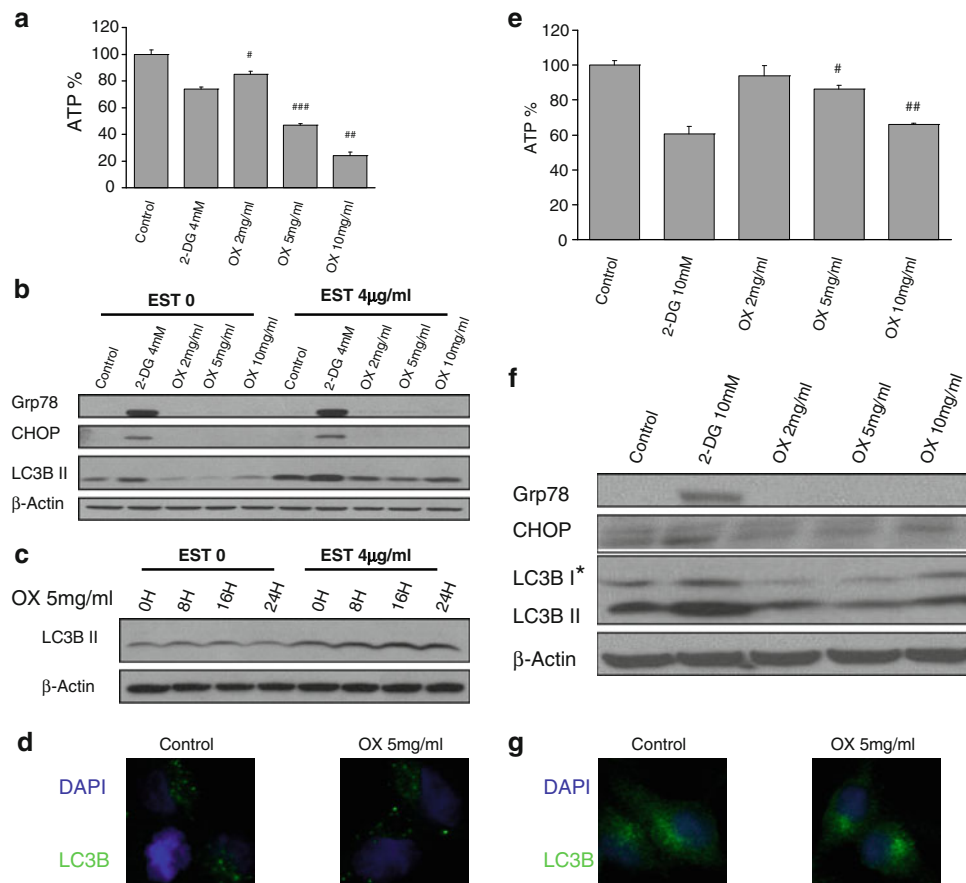 a
ATP %
120
100
80
60
40
20
0
#
###
##
Control
2-DG 4mM
OX 2mg/ml
OX 5mg/ml
OX 10mg/ml
b
EST 0
EST 4μg/ml
Control
2-DG 4mM
OX 2mg/ml
OX 5mg/ml
OX 10mg/ml
Control
2-DG 4mM
OX 2mg/ml
OX 5mg/ml
OX 10mg/ml
Grp78
CHOP
LC3B II
β-Actin
c
EST 0
EST 4μg/ml
OX 5mg/ml
0H
8H
16H
24H
0H
8H
16H
24H
LC3B II
β-Actin
d
Control
OX 5mg/ml
DAPI
LC3B
e
ATP %
120
100
80
60
40
20
0
#
##
Control
2-DG 10mM
OX 2mg/ml
OX 5mg/ml
OX 10mg/ml
f
Control
2-DG 10mM
OX 2mg/ml
OX 5mg/ml
OX 10mg/ml
Grp78
CHOP
LC3B I*
LC3B II
β-Actin
g
Control
OX 5mg/ml
DAPI
LC3B